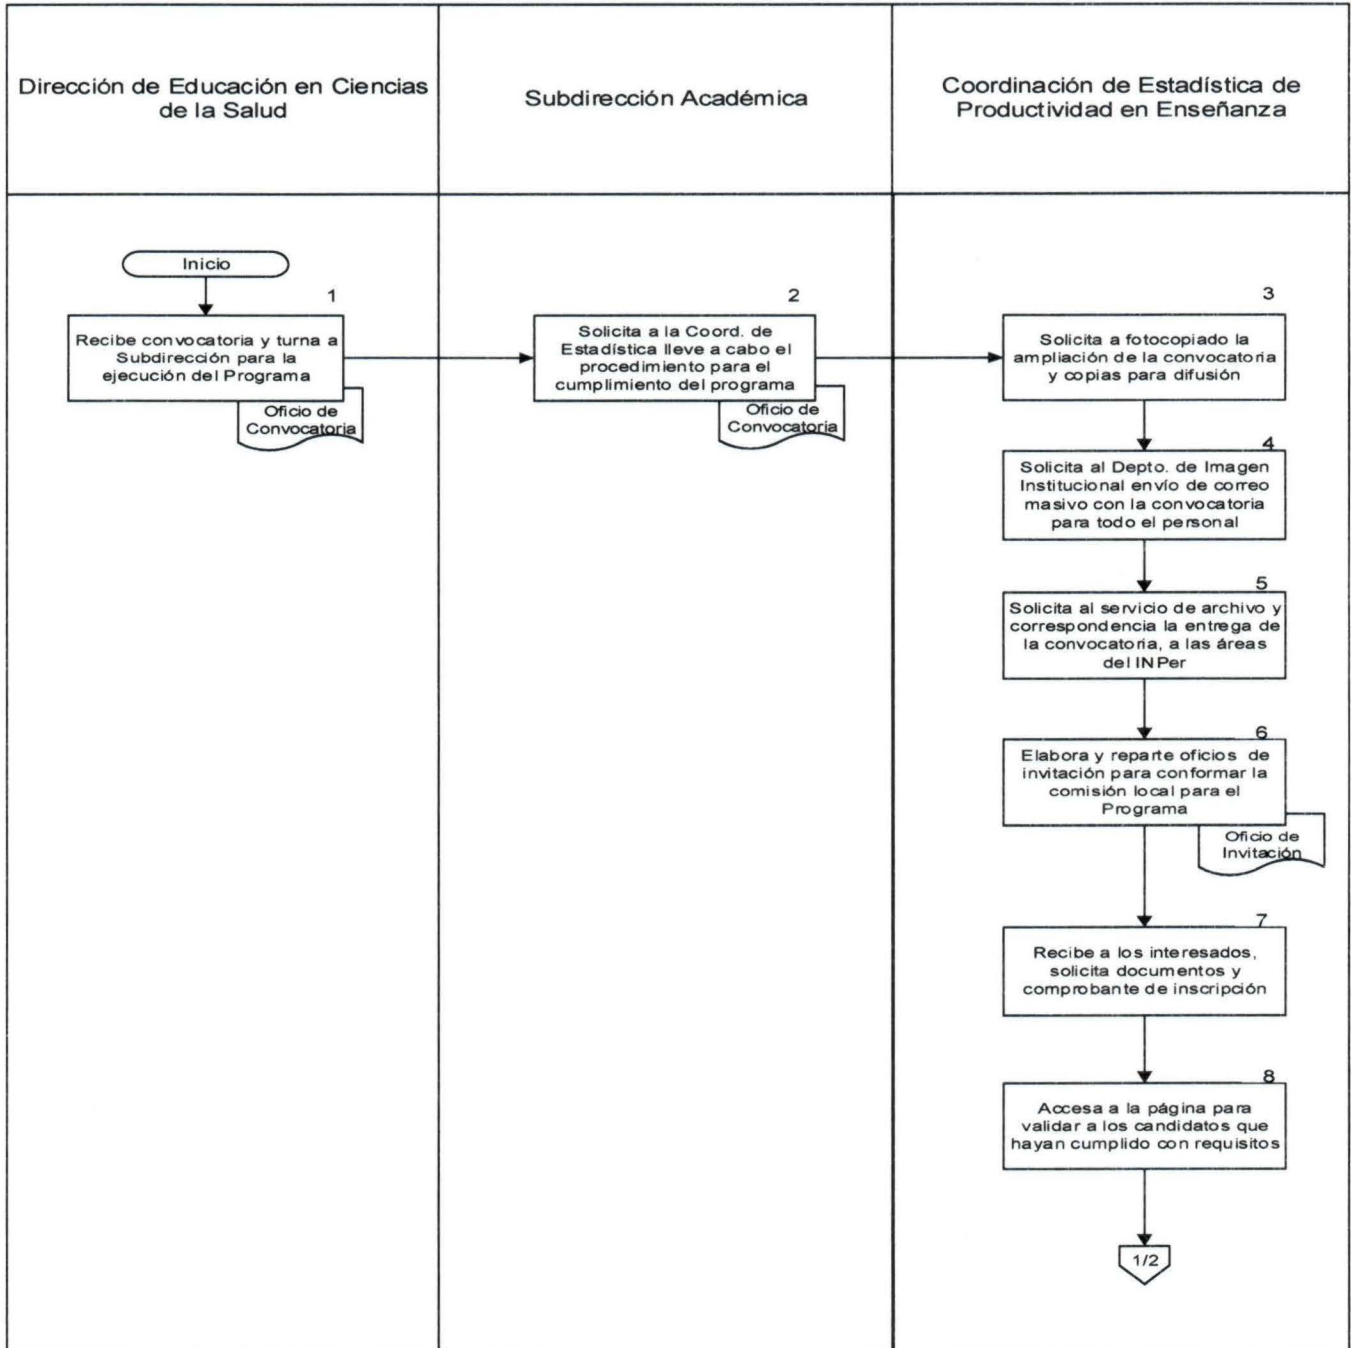 Dirección de Educación en Ciencias
de la Salud
Subdirección Académica
Coordinación de Estadística de
Productividad en Enseñanza
Inicio
1
Recibe convocatoria y turna a
Subdirección para la
ejecución del Programa
Oficio de
Convocatoria
2
Solicita a la Coord. de
Estadística lleve a cabo el
procedimiento para el
cumplimiento del programa
Oficio de
Convocatoria
3
Solicita a fotocopiado la
ampliación de la convocatoria
y copias para difusión
4
Solicita al Depto. de Imagen
Institucional envío de correo
masivo con la convocatoria
para todo el personal
5
Solicita al servicio de archivo y
correspondencia la entrega de
la convocatoria, a las áreas
del INPer
6
Elabora y reparte oficios de
invitación para conformar la
comisión local para el
Programa
Oficio de
Invitación
7
Recibe a los interesados,
solicita documentos y
comprobante de inscripción
8
Accesa a la página para
validar a los candidatos que
hayan cumplido con requisitos
1/2